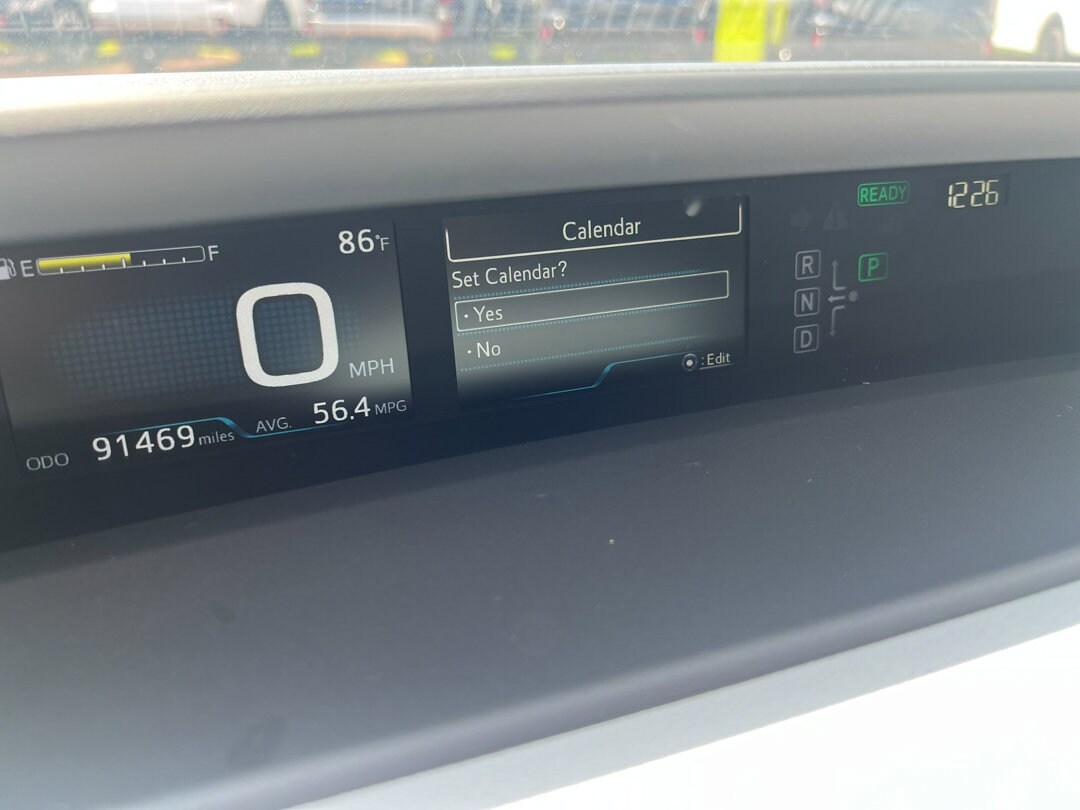 E F
86°F
0 MPH
ODO 91469 miles AVG. 56.4 MPG
Calendar
Set Calendar?
· Yes
· No
: Edit
READY
12:26
R
P
N
D